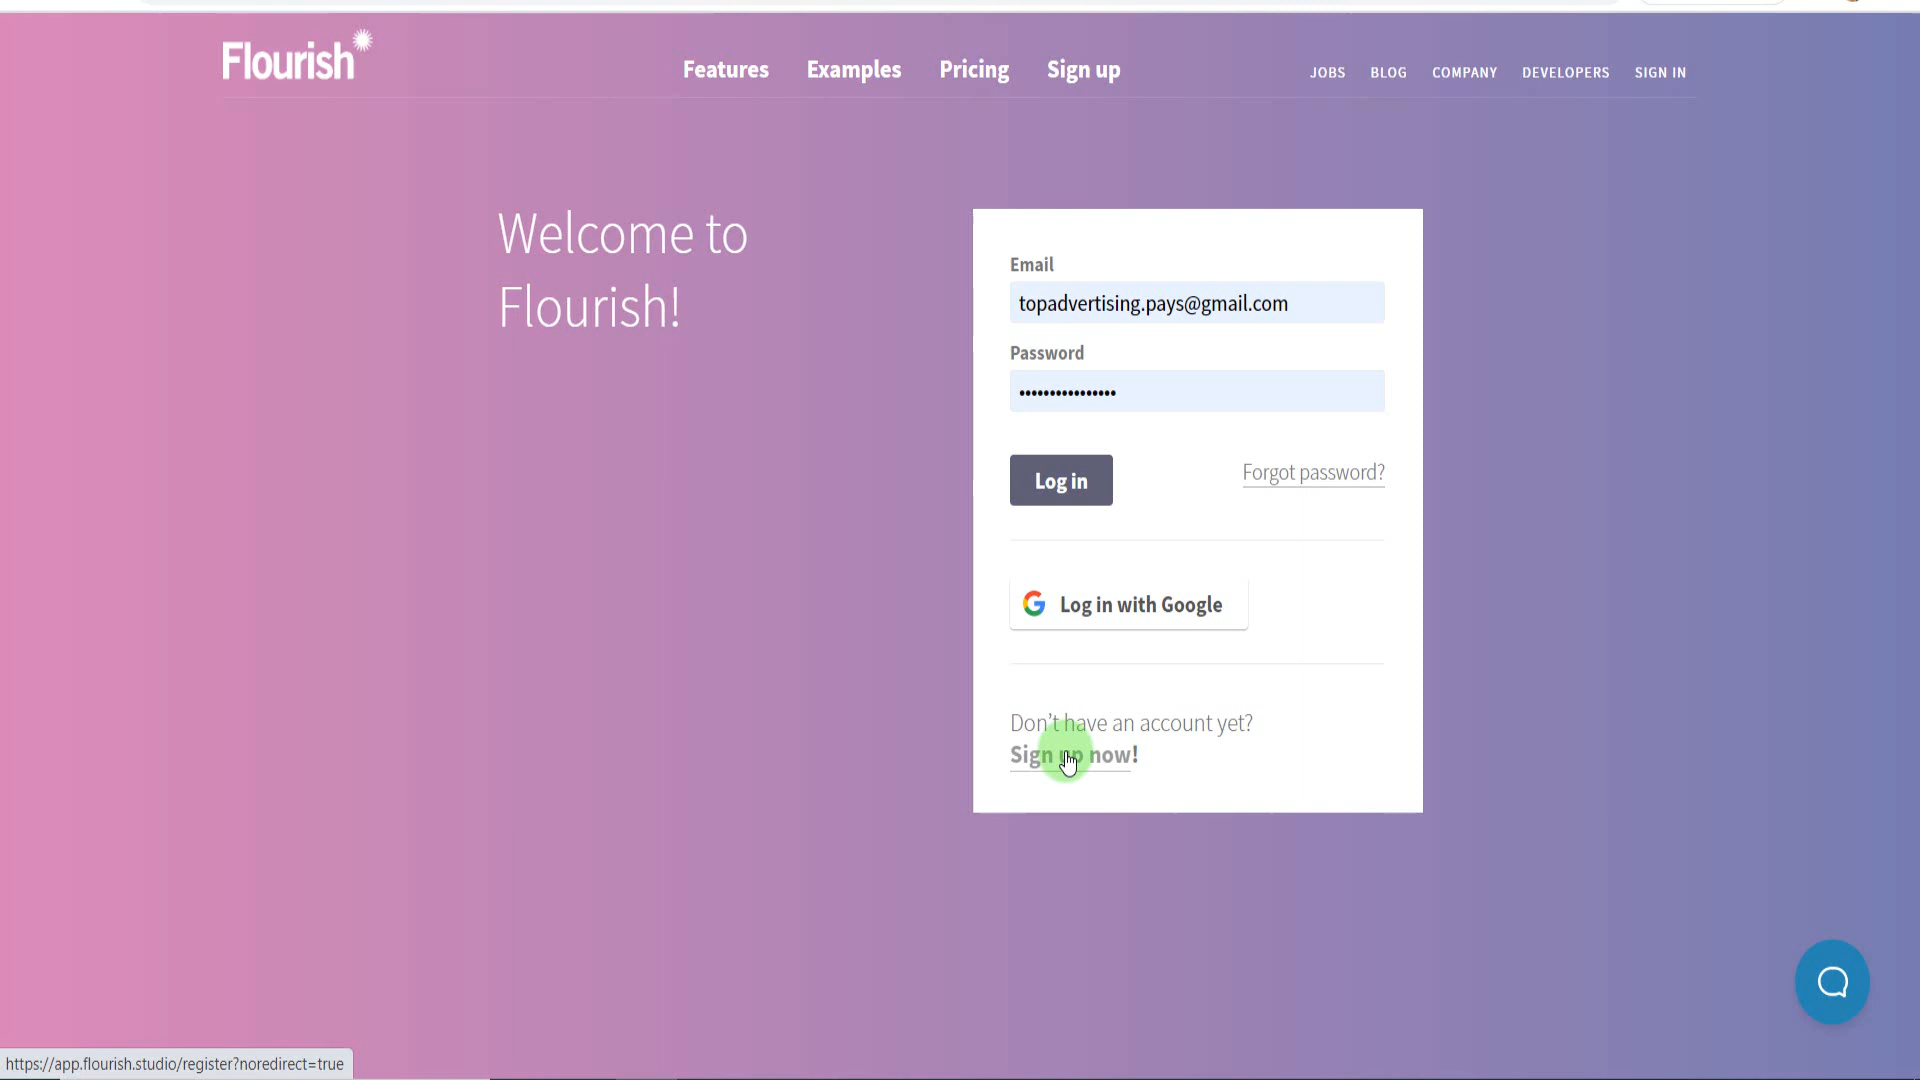 Flourish
Features Examples Pricing Sign up
JOBS BLOG COMPANY DEVELOPERS SIGN IN
Welcome to
Flourish!
Email
topadvertising.pays@gmail.com
Password
••••••••••••••••
Log in
Forgot password?
Log in with Google
Don't have an account yet?
Sign up now!
https://app.flourish.studio/register?noredirect=true